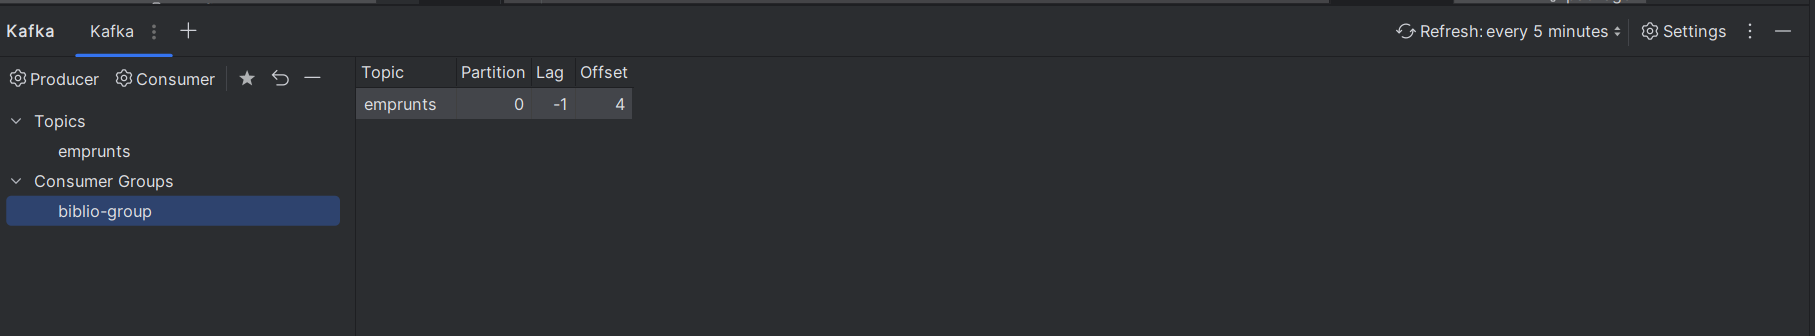 Kafka Kafka Refresh: every 5 minutes Settings
Producer Consumer
Topic Partition Lag Offset
emprunts 0 -1 4
Topics
emprunts
Consumer Groups
biblio-group